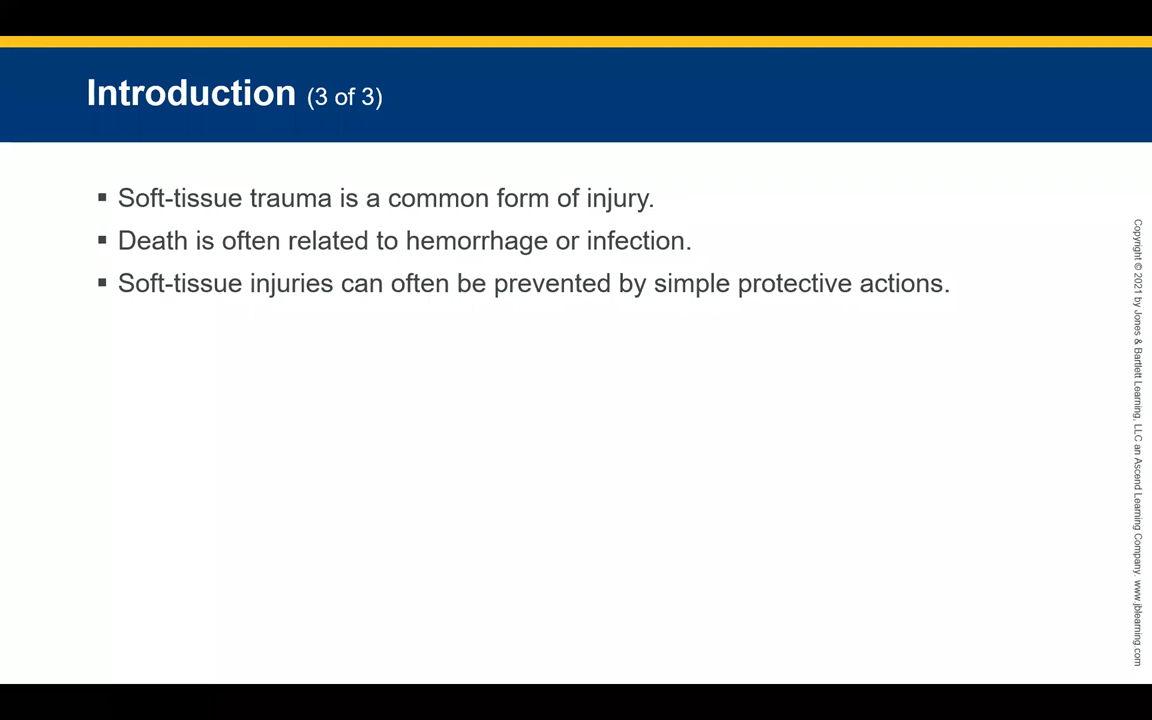 Introduction (3 of 3)
▪ Soft-tissue trauma is a common form of injury.
▪ Death is often related to hemorrhage or infection.
▪ Soft-tissue injuries can often be prevented by simple protective actions.
Copyright © 2021 by Jones & Bartlett Learning, LLC an Ascend Learning Company. www.jblearning.com